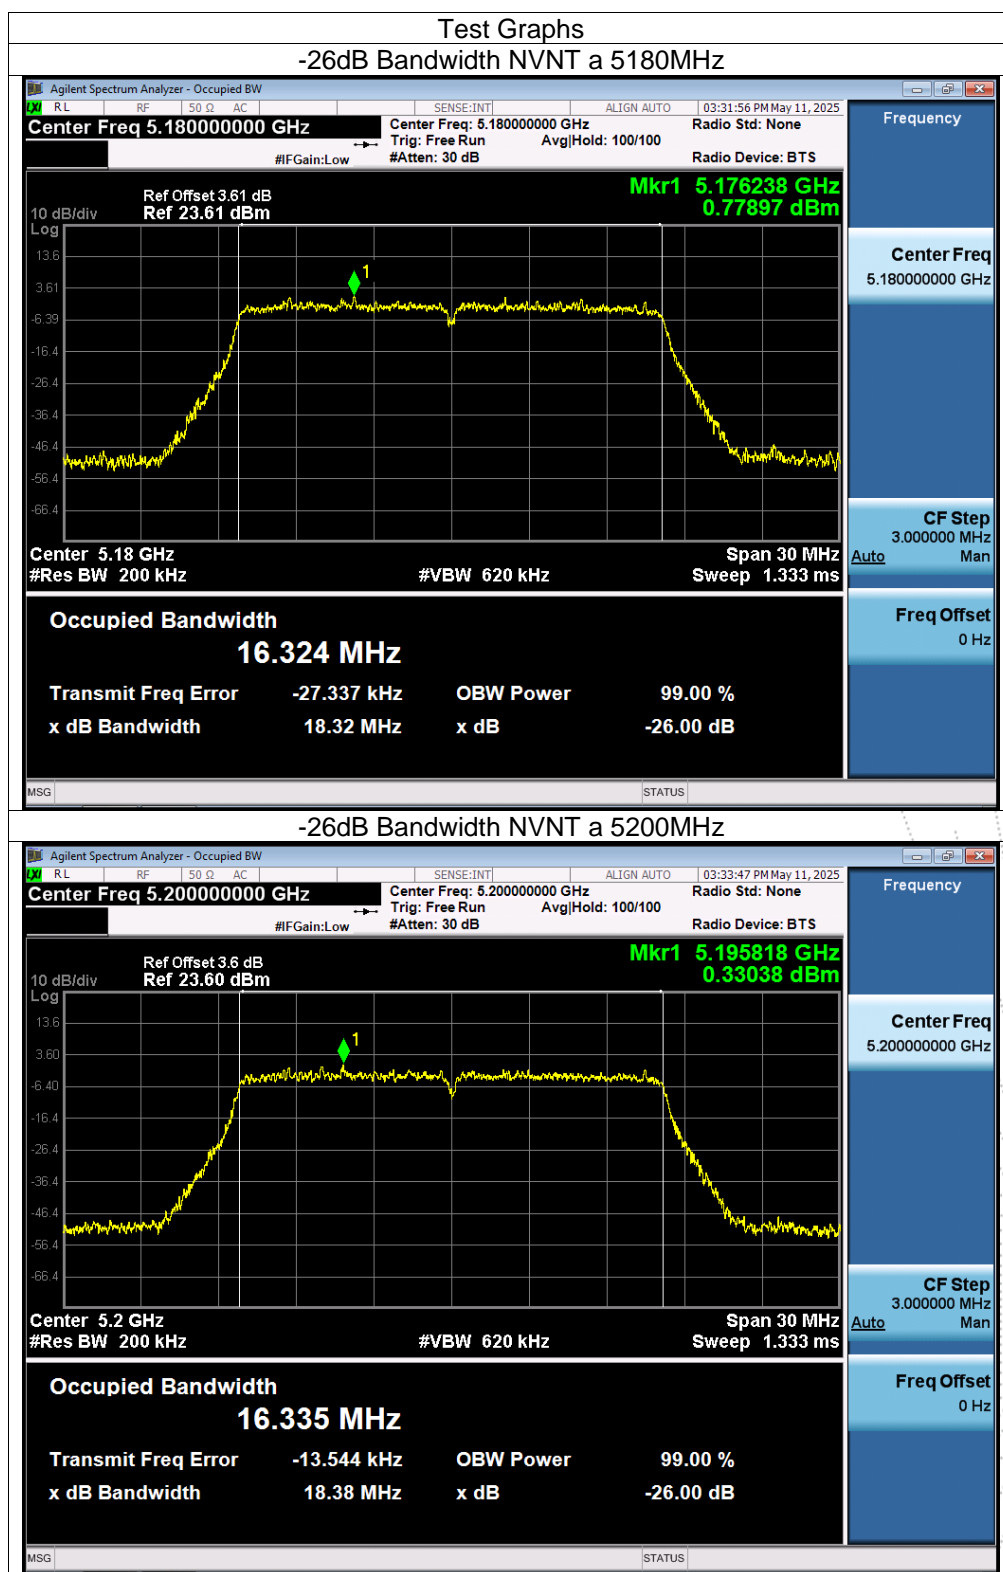 Test Graphs
-26dB Bandwidth NVNT a 5180MHz
Agilent Spectrum Analyzer - Occupied BW
LXI RL RF 50 Ω AC SENSE:INT ALIGN AUTO 03:31:56 PM May 11, 2025
Center Freq 5.180000000 GHz
Center Freq: 5.180000000 GHz
Radio Std: None
Trig: Free Run
Avg|Hold: 100/100
#IFGain:Low
#Atten: 30 dB
Radio Device: BTS
Frequency
Mkr1 5.176238 GHz
0.77897 dBm
Ref Offset 3.61 dB
10 dB/div Ref 23.61 dBm
Log
13.6
3.61
-6.39
-16.4
-26.4
-36.4
-46.4
-56.4
-66.4
1
Center Freq
5.180000000 GHz
CF Step
3.000000 MHz
Auto Man
Freq Offset
0 Hz
Center 5.18 GHz Span 30 MHz
#Res BW 200 kHz #VBW 620 kHz Sweep 1.333 ms
Occupied Bandwidth
16.324 MHz
Transmit Freq Error -27.337 kHz OBW Power 99.00 %
x dB Bandwidth 18.32 MHz x dB -26.00 dB
MSG STATUS
-26dB Bandwidth NVNT a 5200MHz
Agilent Spectrum Analyzer - Occupied BW
LXI RL RF 50 Ω AC SENSE:INT ALIGN AUTO 03:33:47 PM May 11, 2025
Center Freq 5.200000000 GHz
Center Freq: 5.200000000 GHz
Radio Std: None
Trig: Free Run
Avg|Hold: 100/100
#IFGain:Low
#Atten: 30 dB
Radio Device: BTS
Frequency
Mkr1 5.195818 GHz
0.33038 dBm
Ref Offset 3.6 dB
10 dB/div Ref 23.60 dBm
Log
13.6
3.60
-6.40
-16.4
-26.4
-36.4
-46.4
-56.4
-66.4
1
Center Freq
5.200000000 GHz
CF Step
3.000000 MHz
Auto Man
Freq Offset
0 Hz
Center 5.2 GHz Span 30 MHz
#Res BW 200 kHz #VBW 620 kHz Sweep 1.333 ms
Occupied Bandwidth
16.335 MHz
Transmit Freq Error -13.544 kHz OBW Power 99.00 %
x dB Bandwidth 18.38 MHz x dB -26.00 dB
MSG STATUS